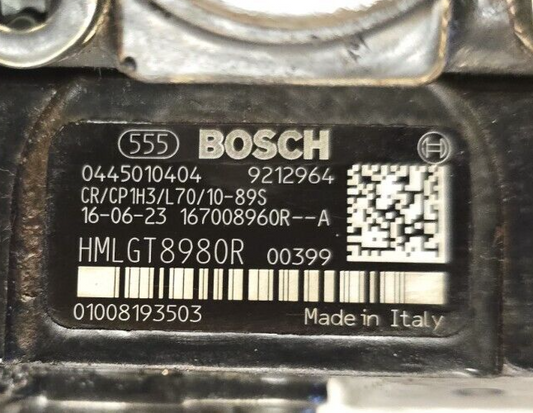 555 BOSCH
0445010404 9212964
CR/CP1H3/L70/10-89S
16-06-23 167008960R--A
HMLGT8980R 00399
01008193503 Made in Italy